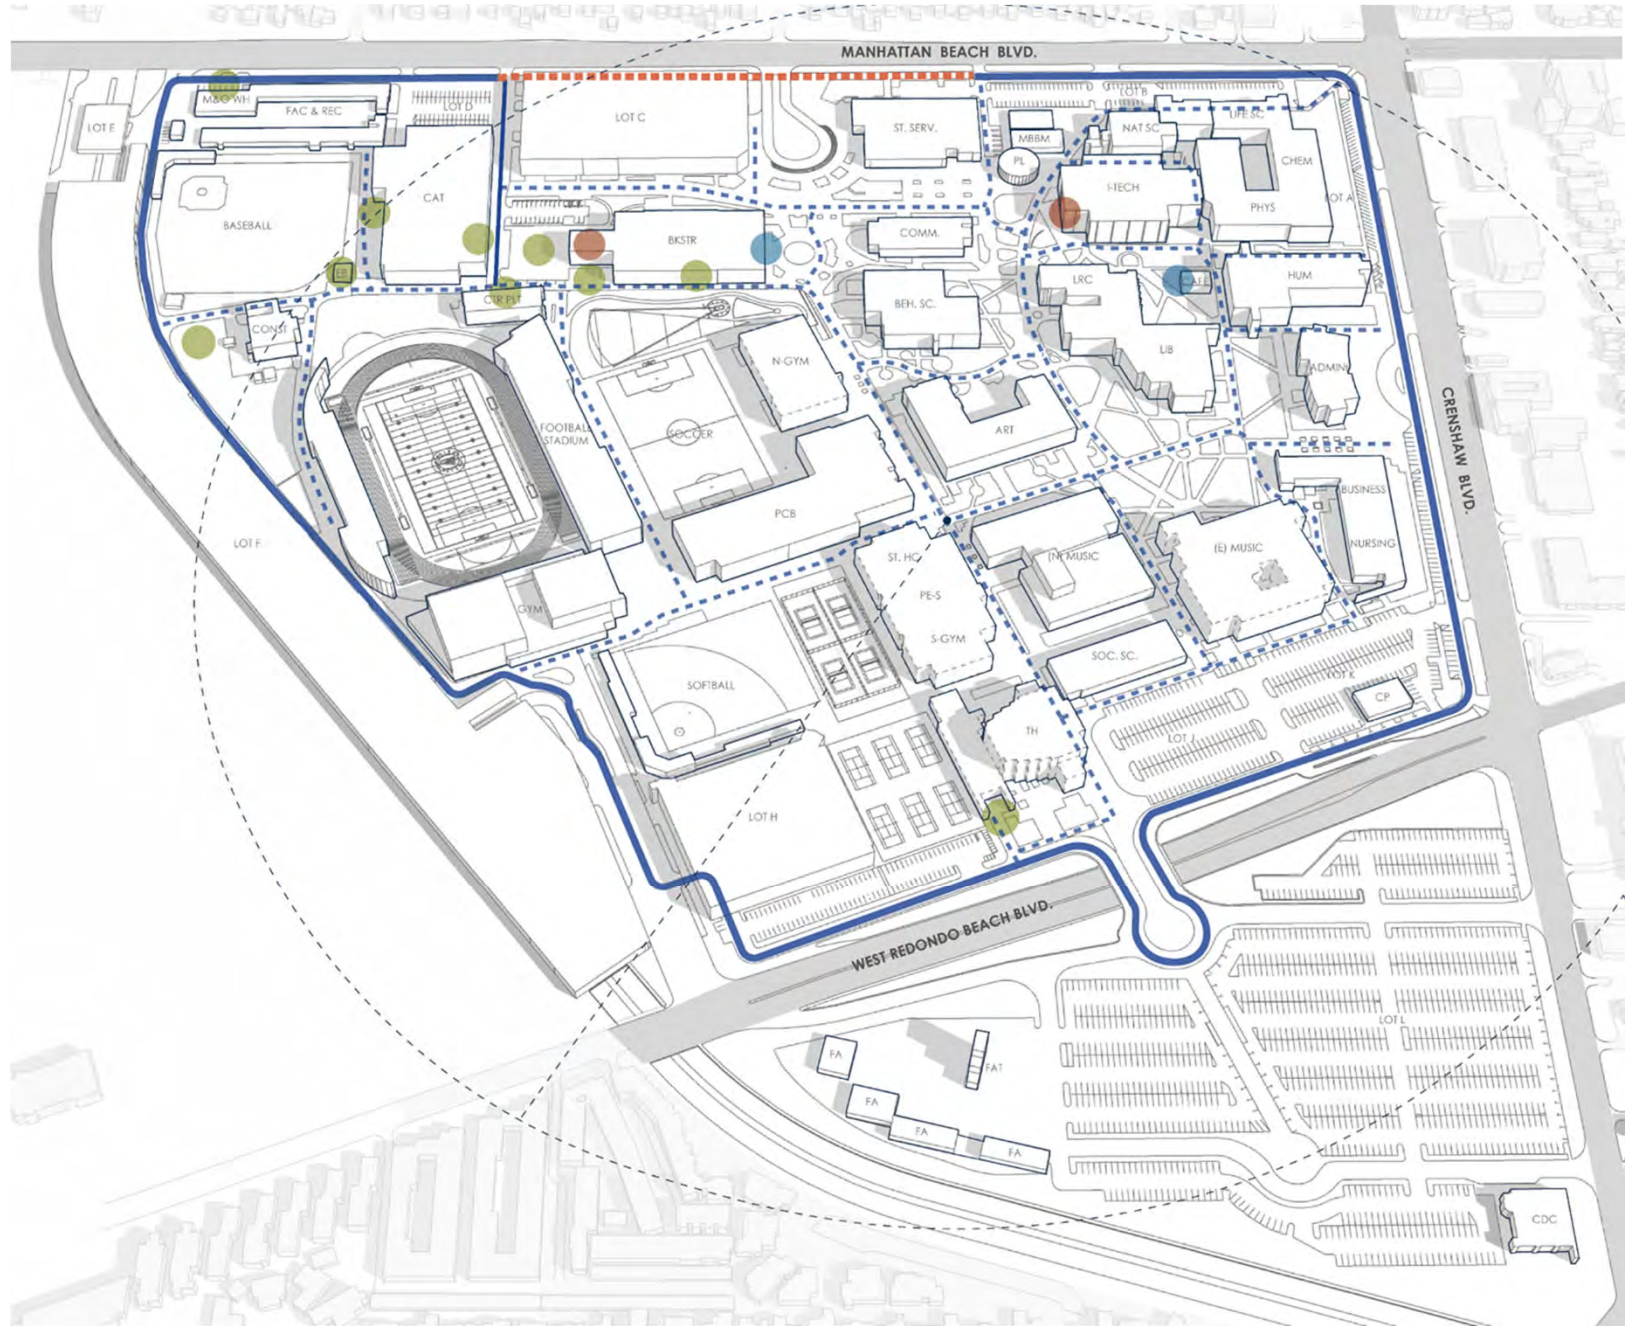 MANHATTAN BEACH BLVD.
M&O WH
FAC & REC
LOT D
LOT C
LOT B
LIFE SC
LOT E
ST. SERV.
MBBM
NAT SC
PL
CHEM
I-TECH
CAT
LOT A
PHYS
BASEBALL
BKSTR
COMM.
EB
LRC
CAFE
HUM
CTR PLT
BEH. SC.
CONST
LIB
N-GYM
ADMIN
CRENSHAW BLVD.
FOOTBALL
STADIUM
SOCCER
ART
BUSINESS
PCB
LOT F
ST. HC
(N) MUSIC
(E) MUSIC
NURSING
PE-S
GYM
S-GYM
SOC. SC.
SOFTBALL
LOT K
CP
TH
LOT J
LOT H
WEST REDONDO BEACH BLVD.
LOT L
FA
FAT
FA
FA
FA
CDC